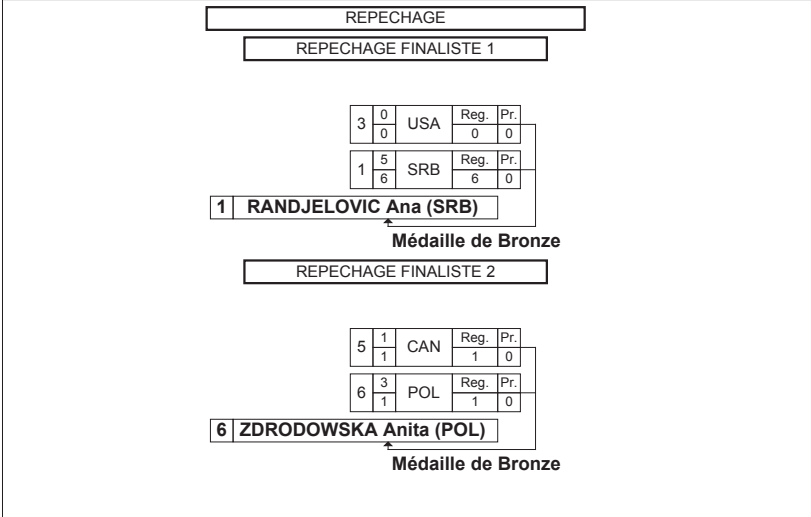 REPECHAGE
REPECHAGE FINALISTE 1
3 0 USA Reg. Pr.
0 0 0
1 5 SRB Reg. Pr.
6 6 0
1 RANDJELOVIC Ana (SRB)
Médaille de Bronze
REPECHAGE FINALISTE 2
5 1 CAN Reg. Pr.
1 1 0
6 3 POL Reg. Pr.
1 1 0
6 ZDRODOWSKA Anita (POL)
Médaille de Bronze